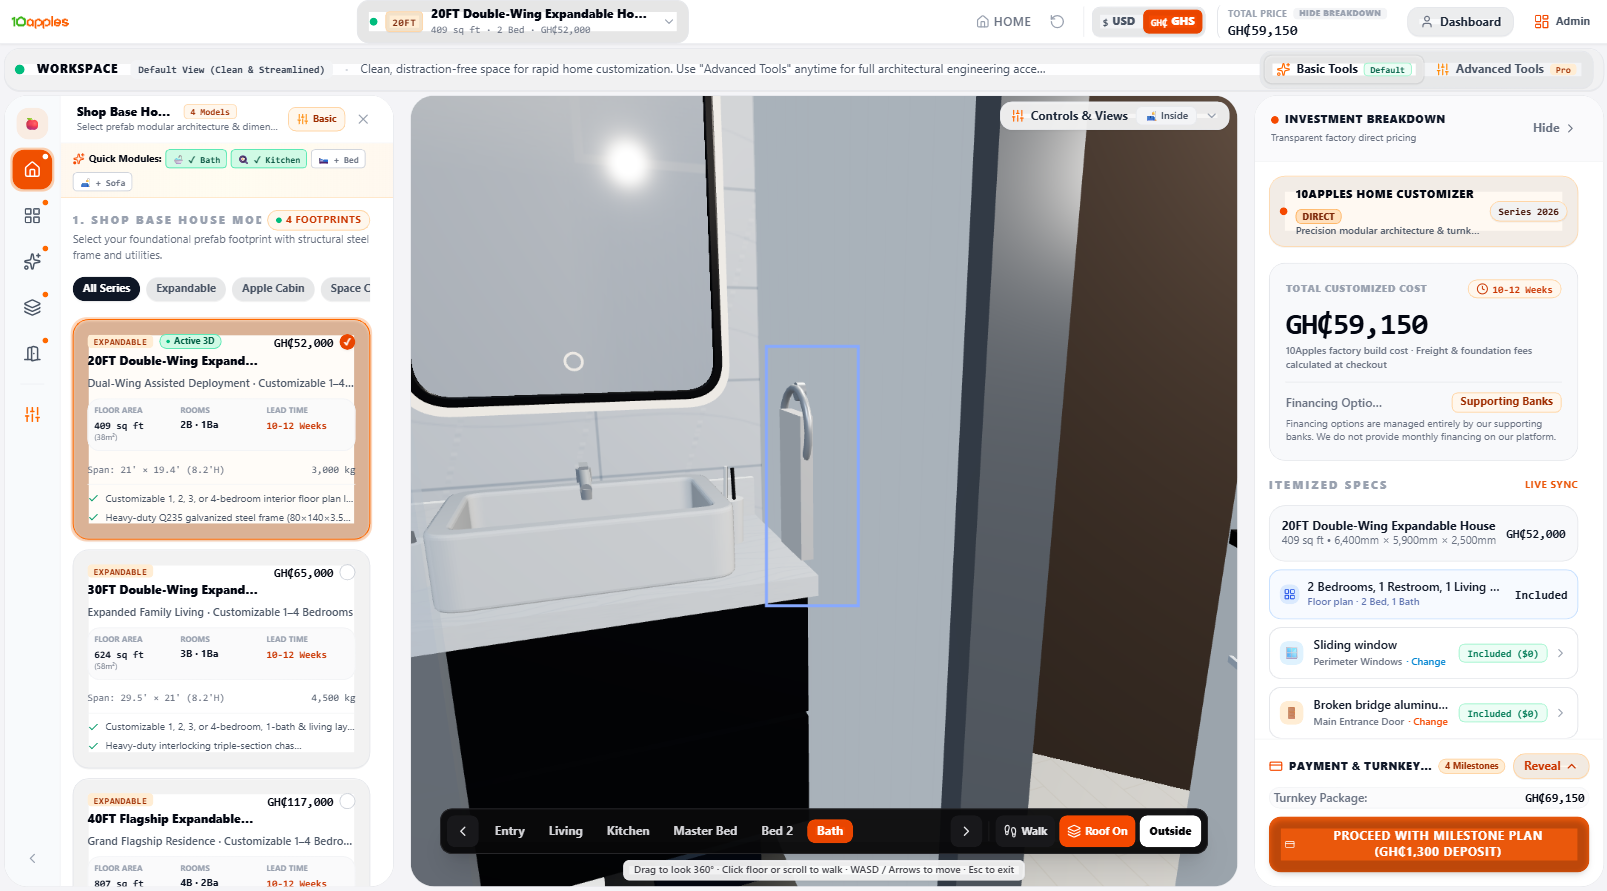 10apples
20FT
20FT Double-Wing Expandable Ho...
409 sq ft · 2 Bed · GH₵52,000
HOME
$ USD
GH₵ GHS
TOTAL PRICE
HIDE BREAKDOWN
GH₵59,150
Dashboard
Admin
WORKSPACE
Default View (Clean & Streamlined)
· Clean, distraction-free space for rapid home customization. Use "Advanced Tools" anytime for full architectural engineering acce...
Basic Tools
Default
Advanced Tools
Pro
Shop Base Ho...
4 Models
Select prefab modular architecture & dimen...
Basic
Quick Modules:
✓ Bath
✓ Kitchen
+ Bed
+ Sofa
1. SHOP BASE HOUSE MOD
4 FOOTPRINTS
Select your foundational prefab footprint with structural steel
frame and utilities.
All Series
Expandable
Apple Cabin
Space C
EXPANDABLE
Active 3D
GH₵52,000
20FT Double-Wing Expand...
Dual-Wing Assisted Deployment · Customizable 1–4...
FLOOR AREA
ROOMS
LEAD TIME
409 sq ft
2B · 1Ba
10-12 Weeks
(38m²)
Span: 21' × 19.4' (8.2'H)
3,000 kg
Customizable 1, 2, 3, or 4-bedroom interior floor plan l...
Heavy-duty Q235 galvanized steel frame (80×140×3.5...
EXPANDABLE
GH₵65,000
30FT Double-Wing Expand...
Expanded Family Living · Customizable 1–4 Bedrooms
FLOOR AREA
ROOMS
LEAD TIME
624 sq ft
3B · 1Ba
10-12 Weeks
(58m²)
Span: 29.5' × 21' (8.2'H)
4,500 kg
Customizable 1, 2, 3, or 4-bedroom, 1-bath & living lay...
Heavy-duty interlocking triple-section chas...
EXPANDABLE
GH₵117,000
40FT Flagship Expandable...
Grand Flagship Residence · Customizable 2–4 Bedro...
FLOOR AREA
ROOMS
LEAD TIME
807 sq ft
4B · 2Ba
10-12 Weeks
Controls & Views
Inside
Entry
Living
Kitchen
Master Bed
Bed 2
Bath
Walk
Roof On
Outside
Drag to look 360° · Click floor or scroll to walk · WASD / Arrows to move · Esc to exit
INVESTMENT BREAKDOWN
Transparent factory direct pricing
Hide
10APPLES HOME CUSTOMIZER
DIRECT
Precision modular architecture & turnk...
Series 2026
TOTAL CUSTOMIZED COST
10-12 Weeks
GH₵59,150
10Apples factory build cost · Freight & foundation fees
calculated at checkout
Financing Optio...
Supporting Banks
Financing options are managed entirely by our supporting
banks. We do not provide monthly financing on our platform.
ITEMIZED SPECS
LIVE SYNC
20FT Double-Wing Expandable House
409 sq ft • 6,400mm × 5,900mm × 2,500mm
GH₵52,000
2 Bedrooms, 1 Restroom, 1 Living ...
Floor plan · 2 Bed, 1 Bath
Included
Sliding window
Perimeter Windows · Change
Included ($0)
Broken bridge aluminu...
Main Entrance Door · Change
Included ($0)
PAYMENT & TURNKEY...
4 Milestones
Reveal
Turnkey Package:
GH₵69,150
PROCEED WITH MILESTONE PLAN
(GH₵1,300 DEPOSIT)